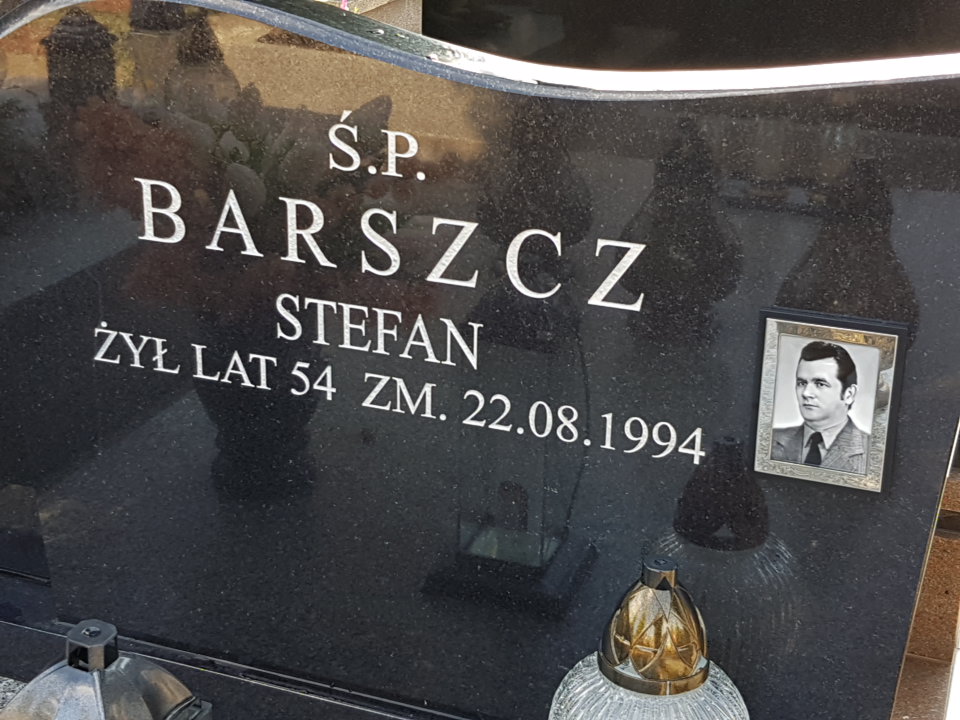 Ś.P.
BARSZCZ
STEFAN
ŻYŁ LAT 54 ZM. 22.08.1994